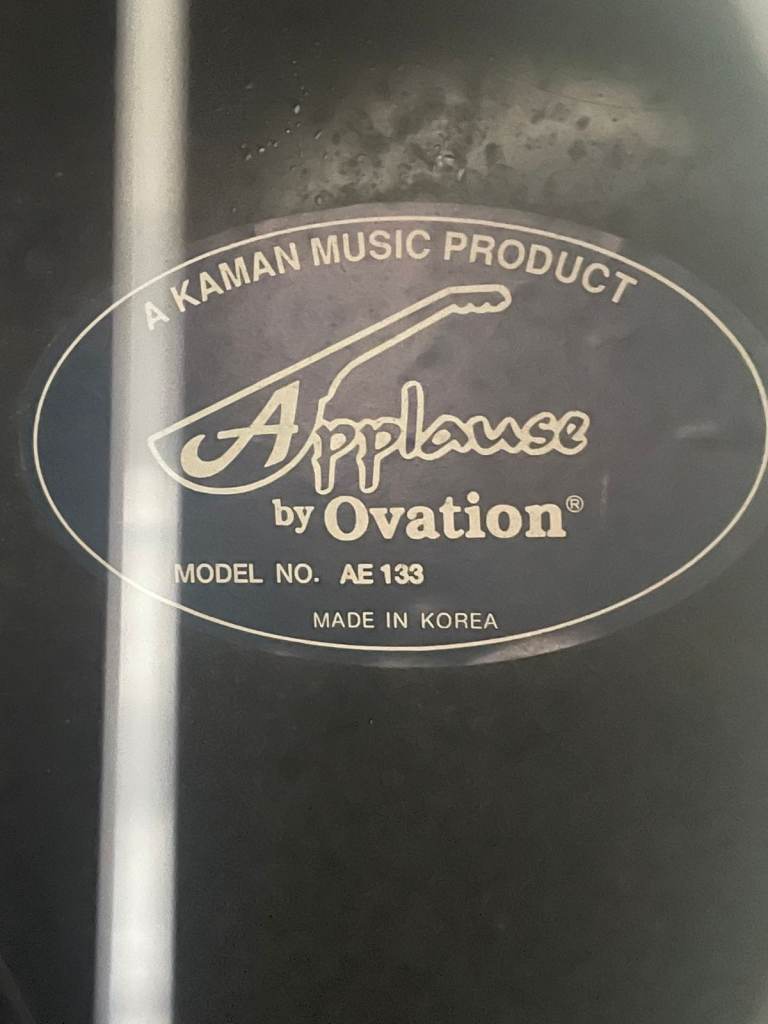 A KAMAN MUSIC PRODUCT
Applause
by Ovation®
MODEL NO. AE 133
MADE IN KOREA